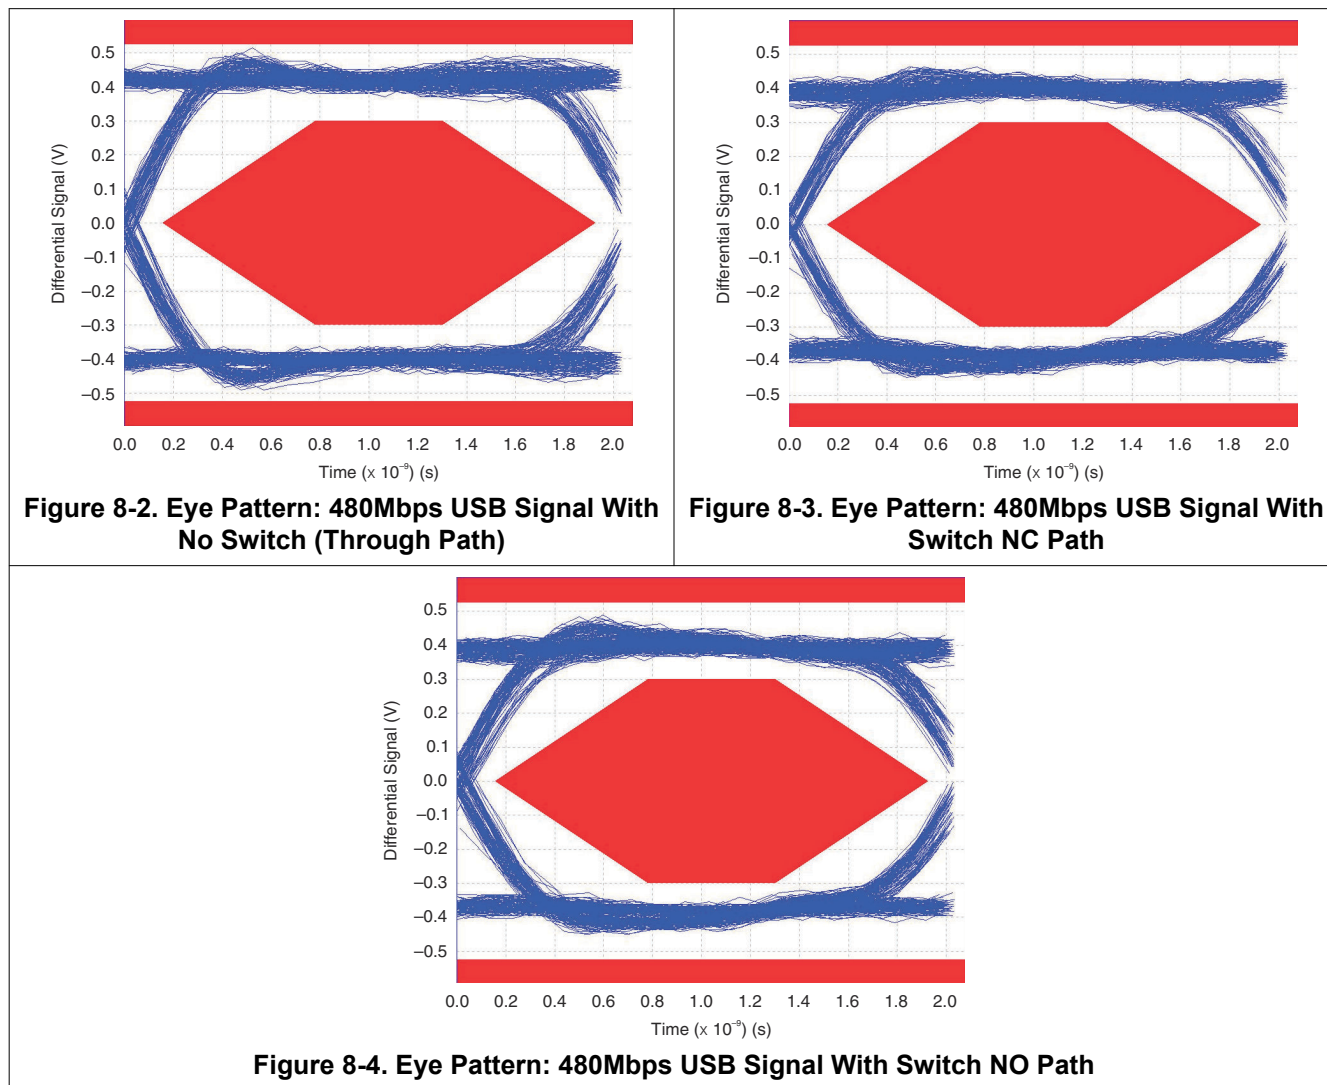 0.5
0.4
0.3
0.2
0.1
0.0
–0.1
–0.2
–0.3
–0.4
–0.5
Differential Signal (V)
0.0 0.2 0.4 0.6 0.8 1.0 1.2 1.4 1.6 1.8 2.0
Time (× 10⁻⁹) (s)
Figure 8-2. Eye Pattern: 480Mbps USB Signal With
No Switch (Through Path)
0.5
0.4
0.3
0.2
0.1
0.0
–0.1
–0.2
–0.3
–0.4
–0.5
Differential Signal (V)
0.0 0.2 0.4 0.6 0.8 1.0 1.2 1.4 1.6 1.8 2.0
Time (× 10⁻⁹) (s)
Figure 8-3. Eye Pattern: 480Mbps USB Signal With
Switch NC Path
0.5
0.4
0.3
0.2
0.1
0.0
–0.1
–0.2
–0.3
–0.4
–0.5
Differential Signal (V)
0.0 0.2 0.4 0.6 0.8 1.0 1.2 1.4 1.6 1.8 2.0
Time (× 10⁻⁹) (s)
Figure 8-4. Eye Pattern: 480Mbps USB Signal With Switch NO Path